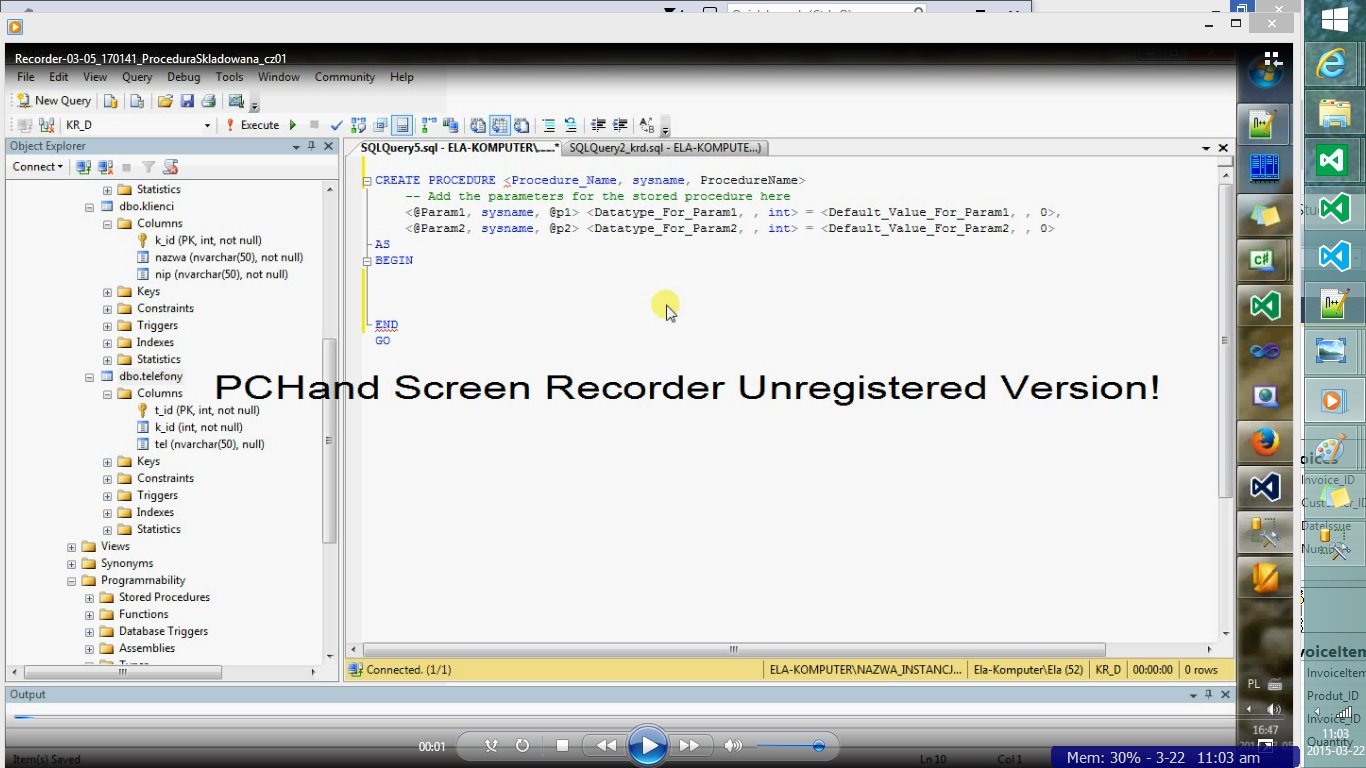 Recorder-03-05_170141_ProceduraSkladowana_cz01
File Edit View Query Debug Tools Window Community Help
New Query
KR_D
Execute
Object Explorer
SQLQuery5.sql - ELA-KOMPUTER\....*
SQLQuery2_krd.sql - ELA-KOMPUTE...)
Connect
Statistics
dbo.klienci
Columns
k_id (PK, int, not null)
nazwa (nvarchar(50), not null)
nip (nvarchar(50), not null)
Keys
Constraints
Triggers
Indexes
Statistics
dbo.telefony
Columns
t_id (PK, int, not null)
k_id (int, not null)
tel (nvarchar(50), null)
Keys
Constraints
Triggers
Indexes
Statistics
Views
Synonyms
Programmability
Stored Procedures
Functions
Database Triggers
Assemblies
CREATE PROCEDURE <Procedure_Name, sysname, ProcedureName>
-- Add the parameters for the stored procedure here
<@Param1, sysname, @p1> <Datatype_For_Param1, , int> = <Default_Value_For_Param1, , 0>,
<@Param2, sysname, @p2> <Datatype_For_Param2, , int> = <Default_Value_For_Param2, , 0>
AS
BEGIN
END
GO
PCHand Screen Recorder Unregistered Version!
Connected. (1/1)
ELA-KOMPUTER\NAZWA_INSTANCJ...
Ela-Komputer\Ela (52)
KR_D
00:00:00
0 rows
Output
00:01
Item(s) Saved
Ln 10
Col 1
PL
16:47
Mem: 30% - 3-22 11:03 am
Invoice_ID
DateIssue
InvoiceItem
Produt_ID
Invoice_ID
Quantity
11:03
2015-03-22